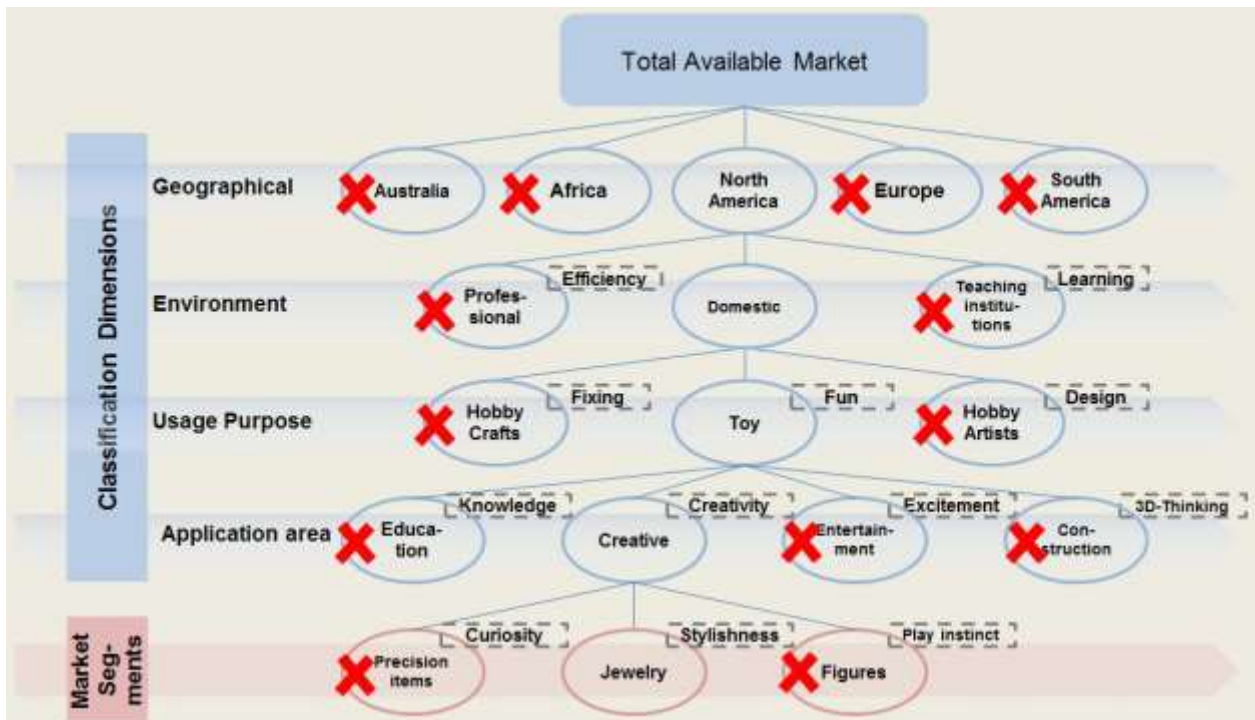 Total Available Market
Classification Dimensions
Geographical
Australia
Africa
North
America
Europe
South
America
Environment
Profes-
sional
Efficiency
Domestic
Teaching
institu-
tions
Learning
Usage Purpose
Hobby
Crafts
Fixing
Toy
Fun
Hobby
Artists
Design
Application area
Educa-
tion
Knowledge
Creative
Creativity
Entertain-
ment
Excitement
Con-
struction
3D-Thinking
Market
Seg-
ments
Precision
items
Curiosity
Jewelry
Stylishness
Figures
Play instinct